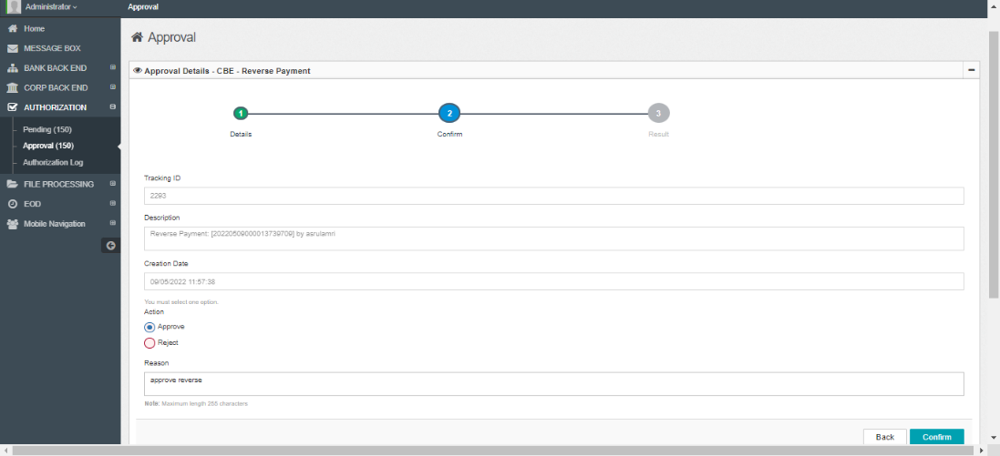 Administrator
Approval
Home
MESSAGE BOX
BANK BACK END
CORP BACK END
AUTHORIZATION
Pending (150)
Approval (150)
Authorization Log
FILE PROCESSING
EOD
Mobile Navigation
Approval
Approval Details - CBE - Reverse Payment
1
2
3
Details
Confirm
Result
Tracking ID
2293
Description
Reverse Payment: [20220509000013739709] by asrulamri
Creation Date
09/05/2022 11:57:38
You must select one option.
Action
Approve
Reject
Reason
approve reverse
Note: Maximum length 255 characters
Back
Confirm